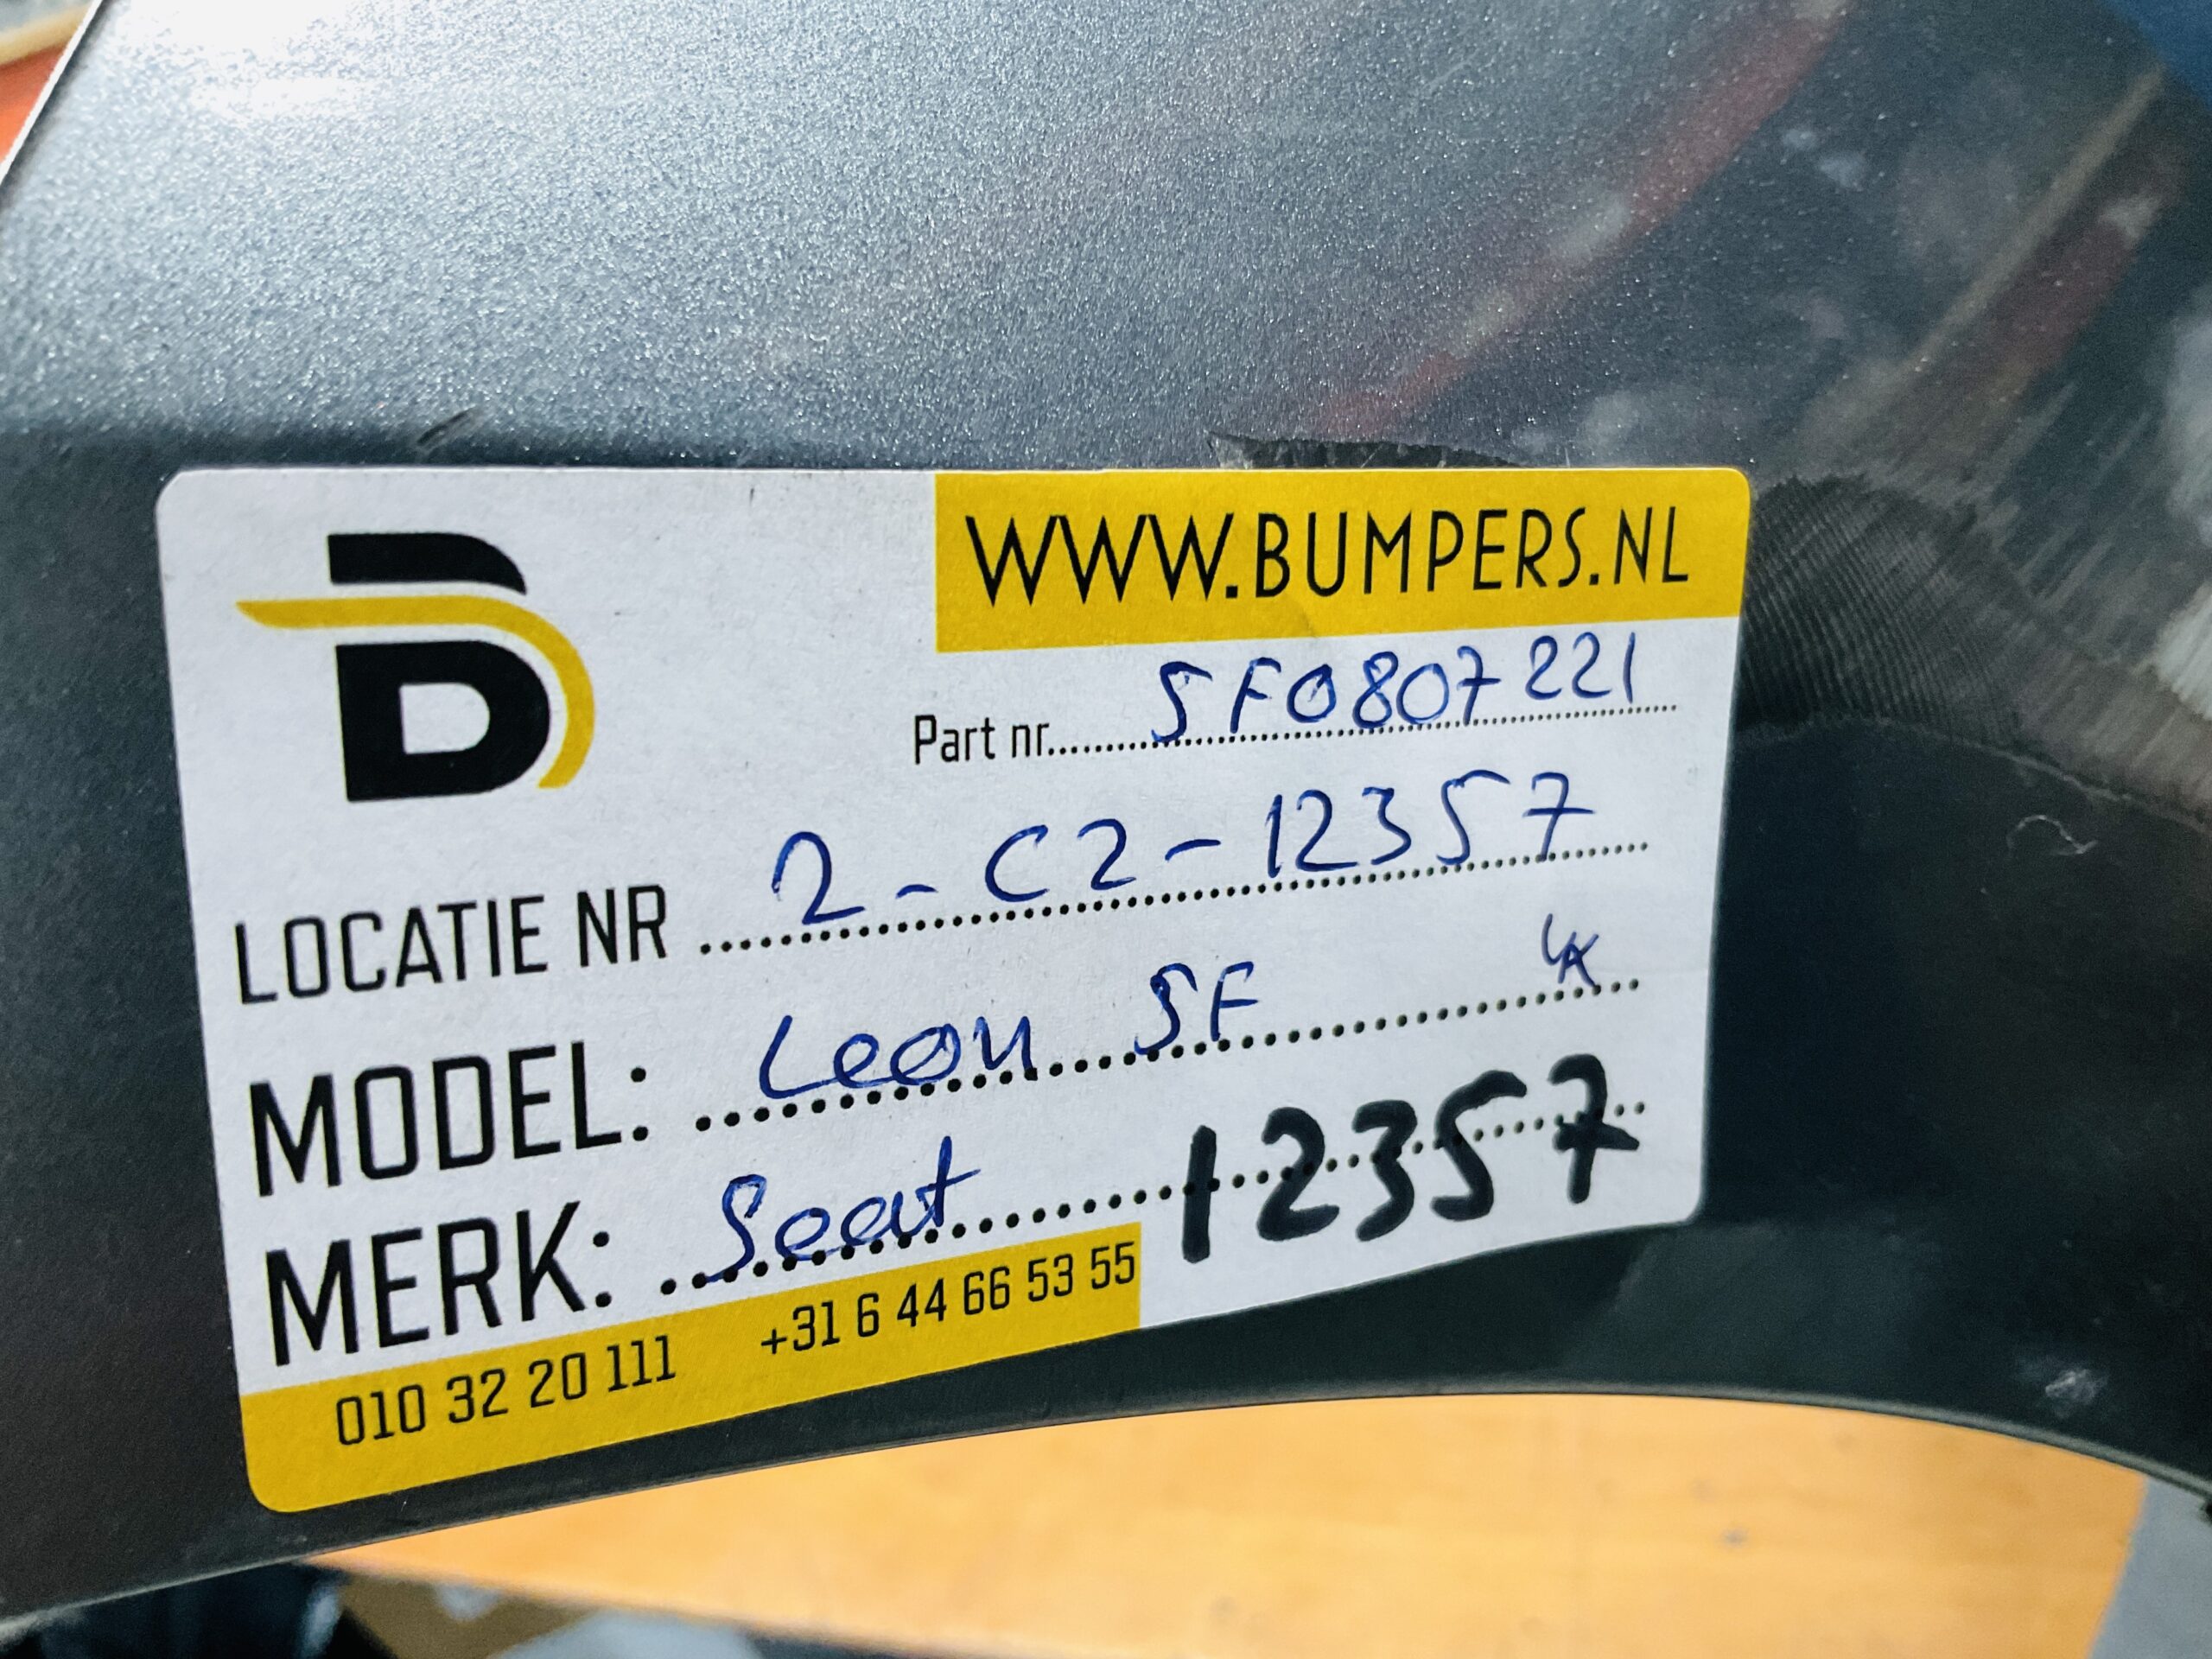 WWW.BUMPERS.NL
Part nr. 5F0807221
LOCATIE NR 2-C2-12357
MODEL: Leon 5F
MERK: Seat 12357
010 32 20 111 +31 6 44 66 53 55